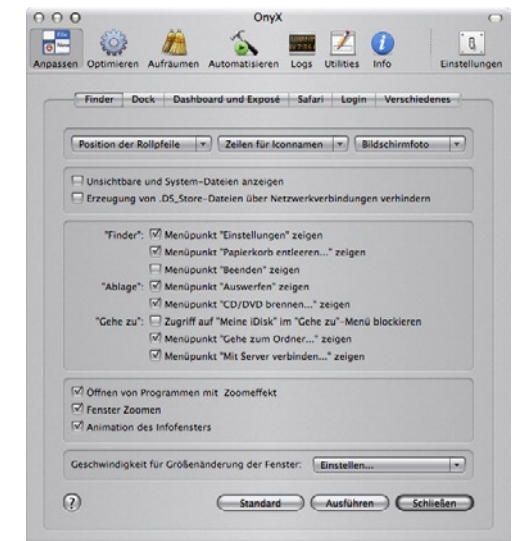 OnyX
Anpassen Optimieren Aufräumen Automatisieren Logs Utilities Info Einstellungen
Finder Dock Dashboard und Exposé Safari Login Verschiedenes
Position der Rollpfeile Zeilen für Iconnamen Bildschirmfoto
Unsichtbare und System-Dateien anzeigen
Erzeugung von .DS_Store-Dateien über Netzwerkverbindungen verhindern
"Finder": Menüpunkt "Einstellungen" zeigen
Menüpunkt "Papierkorb entleeren..." zeigen
Menüpunkt "Beenden" zeigen
"Ablage": Menüpunkt "Auswerfen" zeigen
Menüpunkt "CD/DVD brennen..." zeigen
"Gehe zu": Zugriff auf "Meine iDisk" im "Gehe zu"-Menü blockieren
Menüpunkt "Gehe zum Ordner..." zeigen
Menüpunkt "Mit Server verbinden..." zeigen
Öffnen von Programmen mit Zoomeffekt
Fenster Zoomen
Animation des Infofensters
Geschwindigkeit für Größenänderung der Fenster: Einstellen...
? Standard Ausführen Schließen